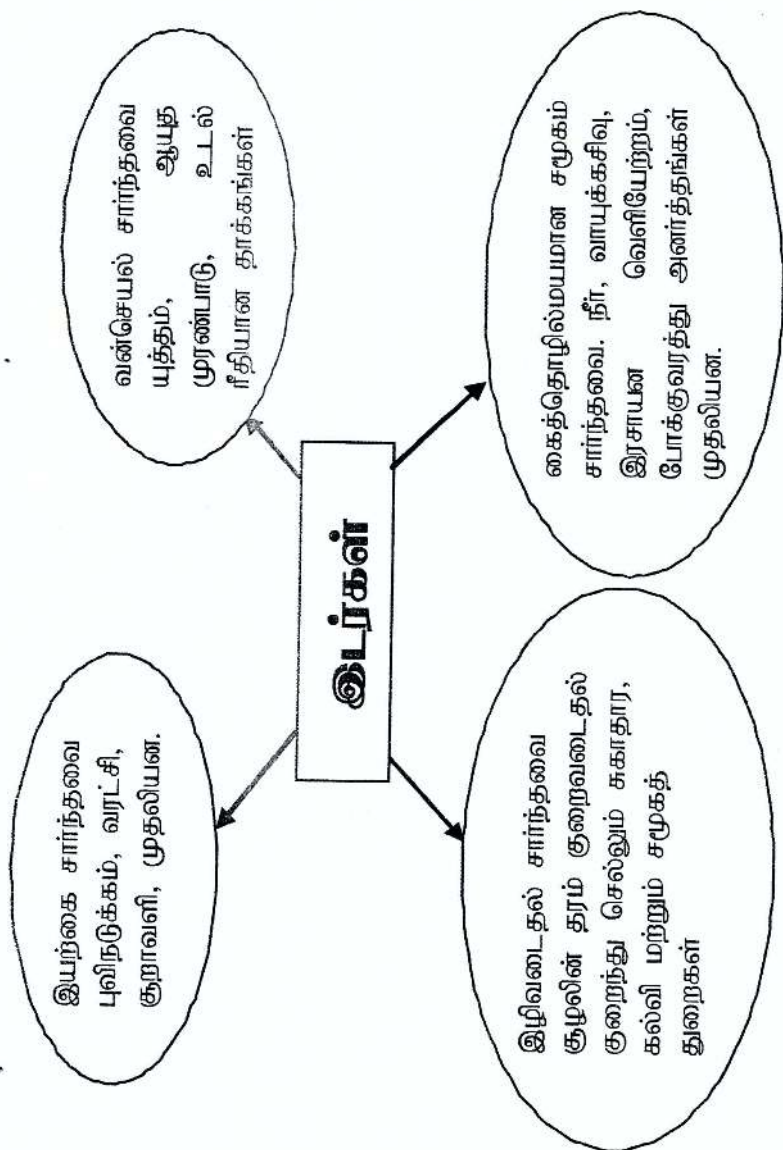 இயற்கை சார்ந்தவை
புவிநடுக்கம், வரட்சி,
சூறாவளி, முதலியன.
வன்செயல் சார்ந்தவை
யுத்தம், ஆயுத
முரண்பாடு, உடல்
ரீதியான தாக்கங்கள்
இடர்கள்
இழிவடைதல் சார்ந்தவை
சூழலின் தரம் குறைவடைதல்
குறைந்து செல்லும் சுகாதார,
கல்வி மற்றும் சமூகத்
துறைகள்
கைத்தொழில்மயமான சமூகம்
சார்ந்தவை. நீர், வாயுக்கசிவு,
இரசாயன வெளியேற்றம்,
போக்குவரத்து அனர்த்தங்கள்
முதலியன.